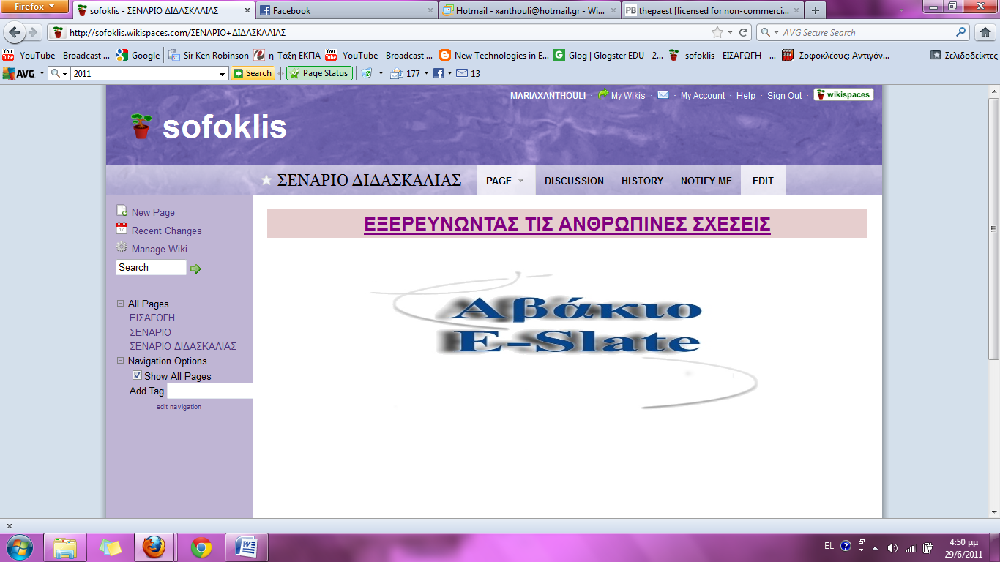 Firefox
sofoklis - ΣΕΝΑΡΙΟ ΔΙΔΑΣΚΑΛΙΑΣ
Facebook
Hotmail - xanthouli@hotmail.gr - Wi...
PB thepaest [licensed for non-commerci...
http://sofoklis.wikispaces.com/ΣΕΝΑΡΙΟ+ΔΙΔΑΣΚΑΛΙΑΣ
AVG Secure Search
YouTube - Broadcast ...
Google
Sir Ken Robinson
η-Τάξη ΕΚΠΑ
YouTube - Broadcast ...
New Technologies in E...
Glog | Glogster EDU - 2...
sofoklis - ΕΙΣΑΓΩΓΗ - ...
Σοφοκλέους: Αντιγόν...
Σελιδοδείκτες
AVG
2011
Search
Page Status
177
13
MARIAXANTHOULI · My Wikis · · My Account · Help · Sign Out · wikispaces
sofoklis
ΣΕΝΑΡΙΟ ΔΙΔΑΣΚΑΛΙΑΣ
PAGE
DISCUSSION
HISTORY
NOTIFY ME
EDIT
New Page
Recent Changes
Manage Wiki
Search
All Pages
ΕΙΣΑΓΩΓΗ
ΣΕΝΑΡΙΟ
ΣΕΝΑΡΙΟ ΔΙΔΑΣΚΑΛΙΑΣ
Navigation Options
Show All Pages
Add Tag
edit navigation
ΕΞΕΡΕΥΝΩΝΤΑΣ ΤΙΣ ΑΝΘΡΩΠΙΝΕΣ ΣΧΕΣΕΙΣ
Αβάκιο
E-Slate
EL
4:50 μμ
29/6/2011